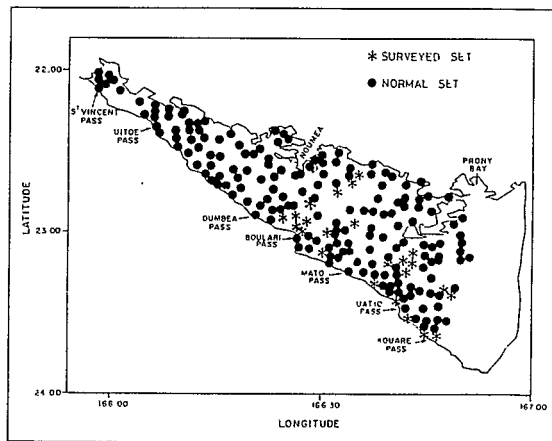 * SURVEYED SET
● NORMAL SET
22.00
ST VINCENT
PASS
UITOE
PASS
NOUMEA
PRONY
BAY
LATITUDE
DUMBEA
PASS
23.00
BOULARI
PASS
MATO
PASS
UATIO
PASS
KOUARE
PASS
24.00
166.00
166.30
167.00
LONGITUDE